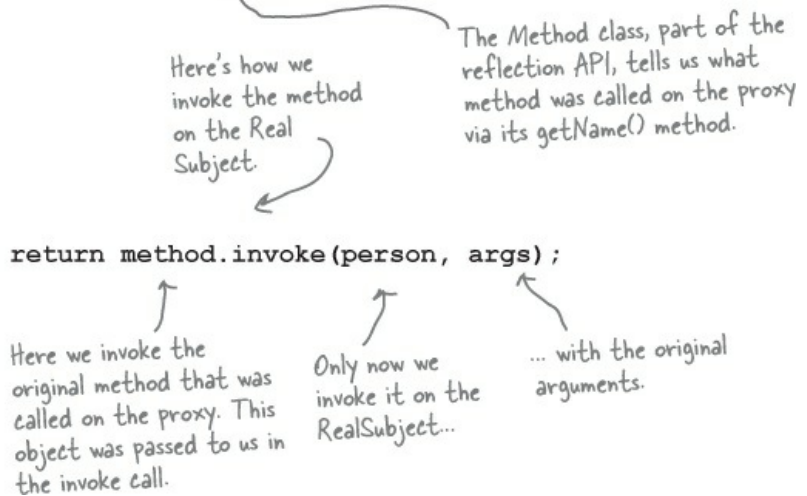 The Method class, part of the
reflection API, tells us what
method was called on the proxy
via its getName() method.
Here's how we
invoke the method
on the Real
Subject.
return method.invoke(person, args);
Here we invoke the
original method that was
called on the proxy. This
object was passed to us in
the invoke call.
Only now we
invoke it on the
RealSubject...
... with the original
arguments.